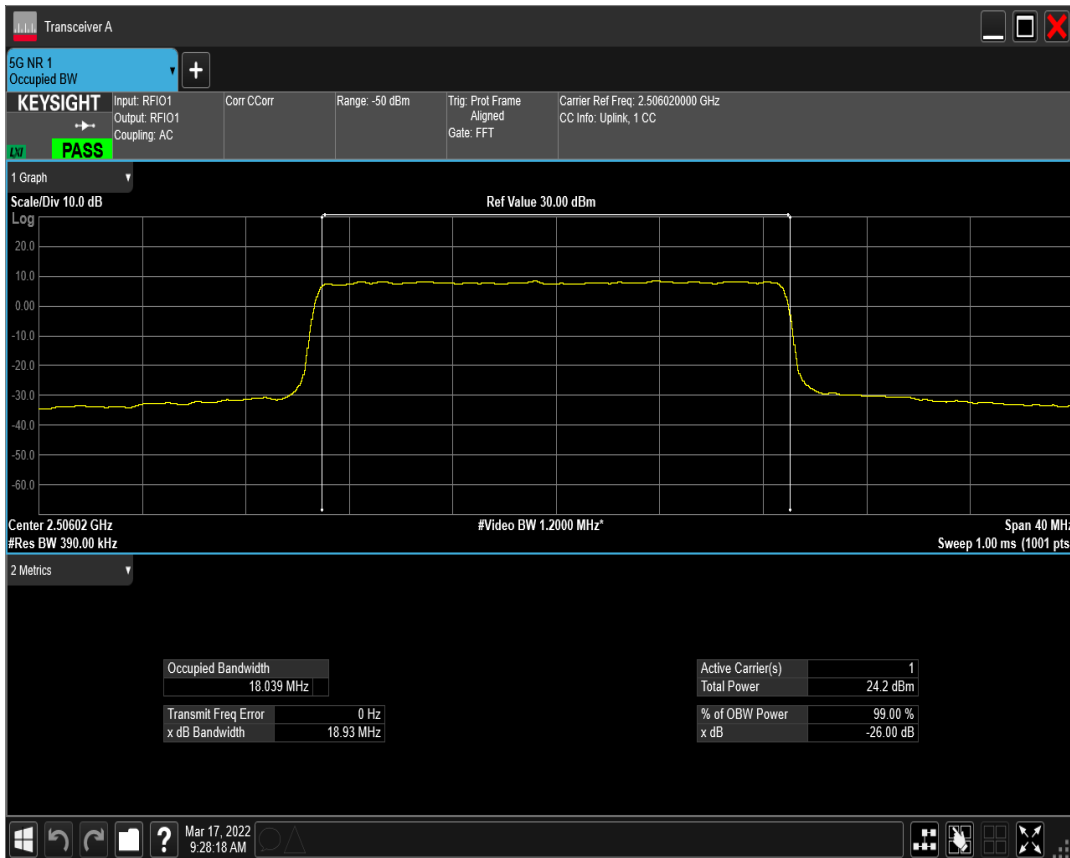 Transceiver A
5G NR 1
Occupied BW
+
KEYSIGHT
LXI
PASS
Input: RFIO1
Output: RFIO1
Coupling: AC
Corr CCorr
Range: -50 dBm
Trig: Prot Frame
Aligned
Gate: FFT
Carrier Ref Freq: 2.506020000 GHz
CC Info: Uplink, 1 CC
1 Graph
Scale/Div 10.0 dB
Ref Value 30.00 dBm
Log
20.0
10.0
0.00
-10.0
-20.0
-30.0
-40.0
-50.0
-60.0
Center 2.50602 GHz
#Video BW 1.2000 MHz*
Span 40 MHz
#Res BW 390.00 kHz
Sweep 1.00 ms (1001 pts
2 Metrics
Occupied Bandwidth
18.039 MHz
Transmit Freq Error 0 Hz
x dB Bandwidth 18.93 MHz
Active Carrier(s) 1
Total Power 24.2 dBm
% of OBW Power 99.00 %
x dB -26.00 dB
?
Mar 17, 2022
9:28:18 AM